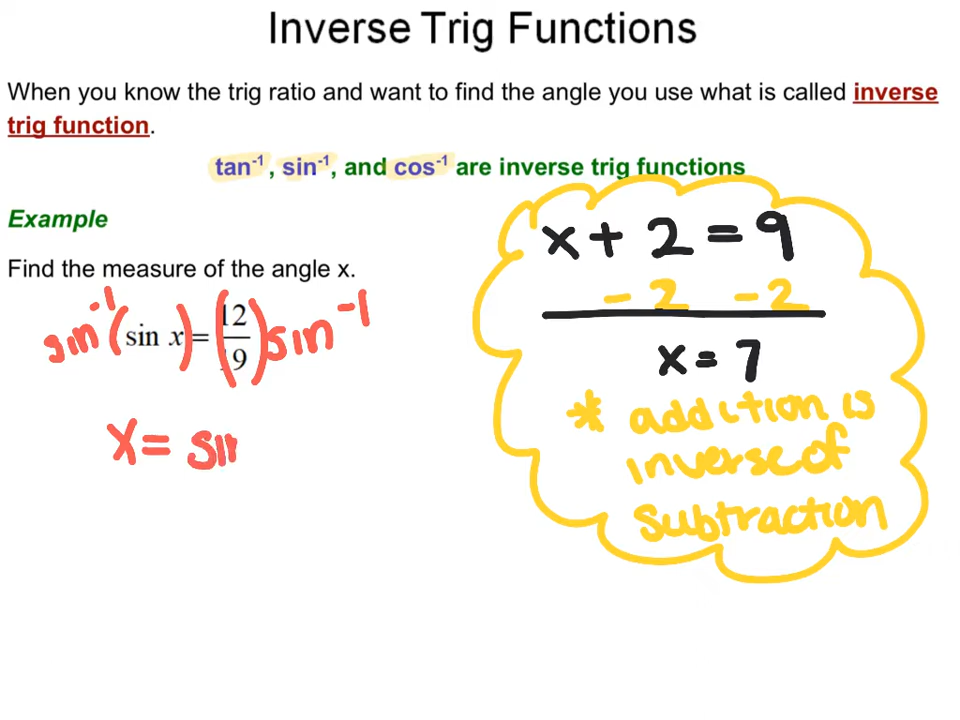 Inverse Trig Functions
When you know the trig ratio and want to find the angle you use what is called inverse
trig function.
tan⁻¹, sin⁻¹, and cos⁻¹ are inverse trig functions
Example
Find the measure of the angle x.
sin⁻¹(sin x) = (12/9)sin⁻¹
x = sin
x + 2 = 9
- 2 - 2
x = 7
* addition is
inverse of
subtraction